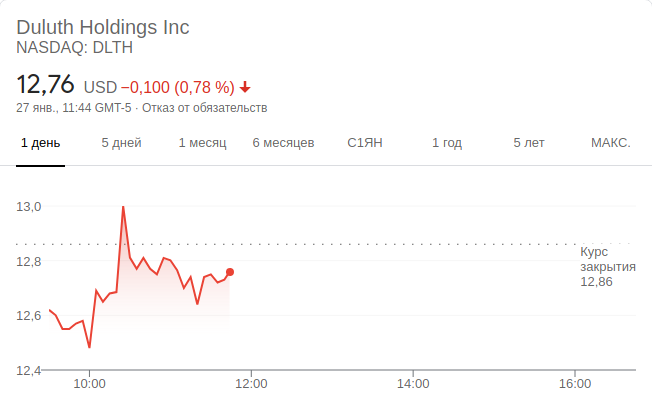 Duluth Holdings Inc
NASDAQ: DLTH
12,76 USD −0,100 (0,78 %)
27 янв., 11:44 GMT-5 · Отказ от обязательств
1 день 5 дней 1 месяц 6 месяцев С1ЯН 1 год 5 лет МАКС.
13,0
12,8
12,6
12,4
Курс
закрытия
12,86
10:00 12:00 14:00 16:00